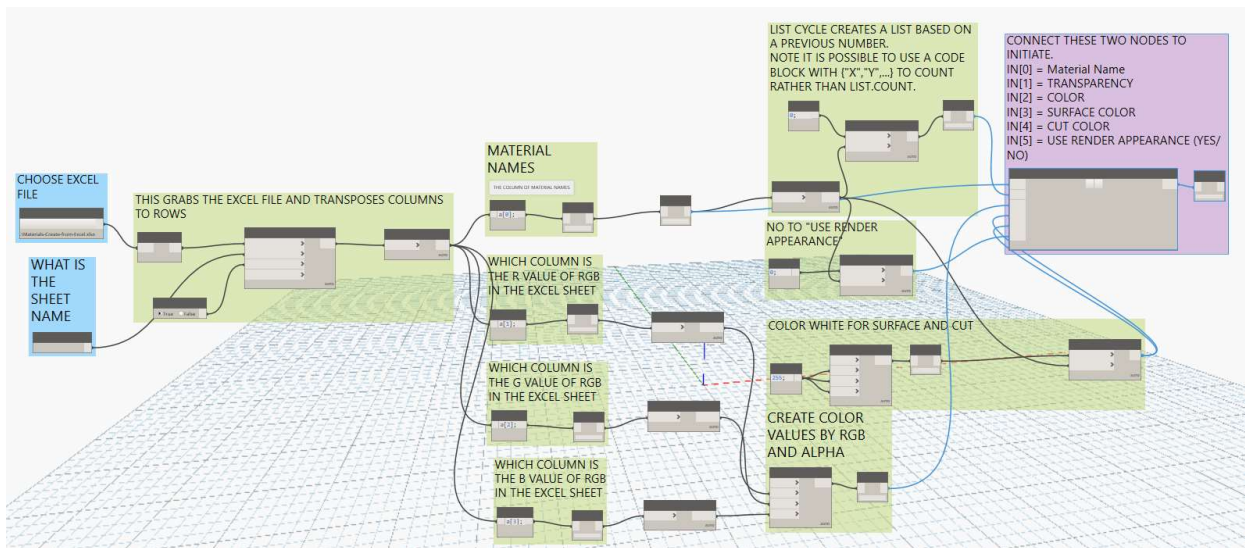 CHOOSE EXCEL
FILE
WHAT IS
THE
SHEET
NAME
THIS GRABS THE EXCEL FILE AND TRANSPOSES COLUMNS
TO ROWS
True
False
MATERIAL
NAMES
THE COLUMN OF MATERIAL NAMES
WHICH COLUMN IS
THE R VALUE OF RGB
IN THE EXCEL SHEET
WHICH COLUMN IS
THE G VALUE OF RGB
IN THE EXCEL SHEET
WHICH COLUMN IS
THE B VALUE OF RGB
IN THE EXCEL SHEET
LIST CYCLE CREATES A LIST BASED ON
A PREVIOUS NUMBER.
NOTE IT IS POSSIBLE TO USE A CODE
BLOCK WITH {"X","Y",...} TO COUNT
RATHER THAN LIST.COUNT.
NO TO "USE RENDER
APPEARANCE"
COLOR WHITE FOR SURFACE AND CUT
255;
CREATE COLOR
VALUES BY RGB
AND ALPHA
CONNECT THESE TWO NODES TO
INITIATE.
IN[0] = Material Name
IN[1] = TRANSPARENCY
IN[2] = COLOR
IN[3] = SURFACE COLOR
IN[4] = CUT COLOR
IN[5] = USE RENDER APPEARANCE (YES/
NO)